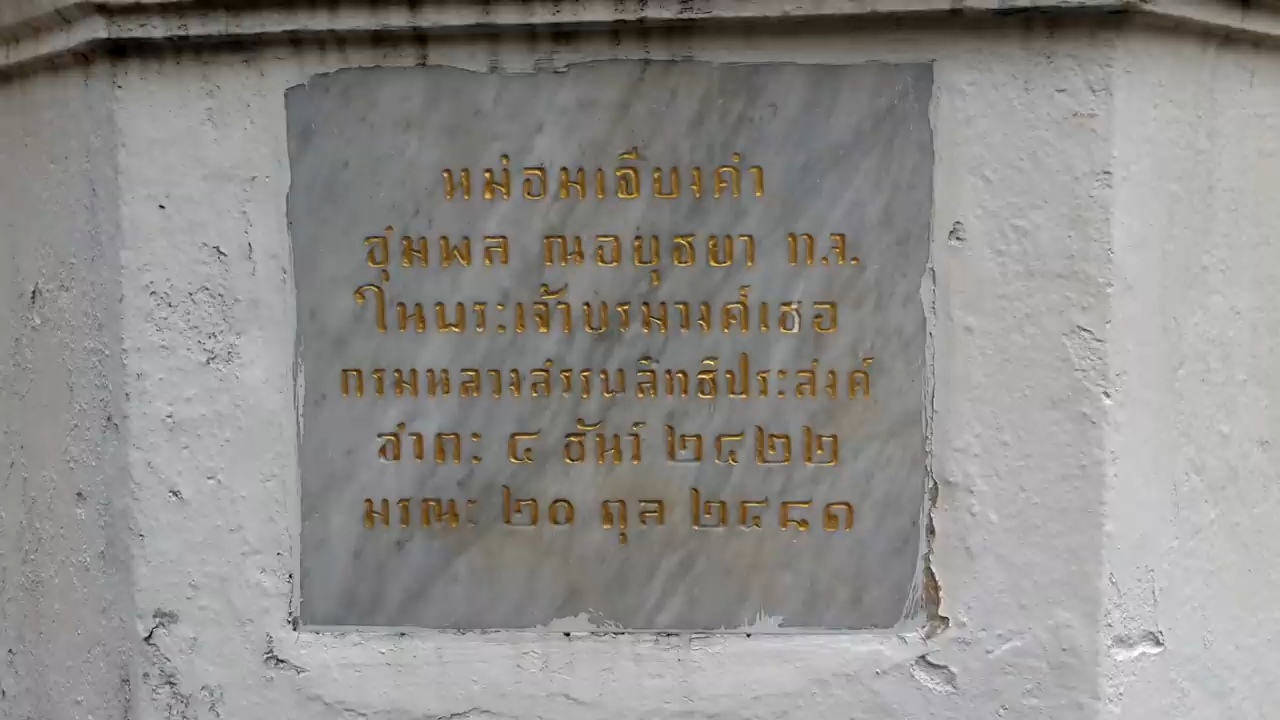 หม่อมเจียงคำ
ชุมพล ณอยุธยา ท.จ.
ในพระเจ้าบรมวงศ์เธอ
กรมหลวงสรรพสิทธิประสงค์
ชาตะ ๔ ธันว์ ๒๔๒๒
มรณะ ๒๐ ตุล ๒๔๘๑